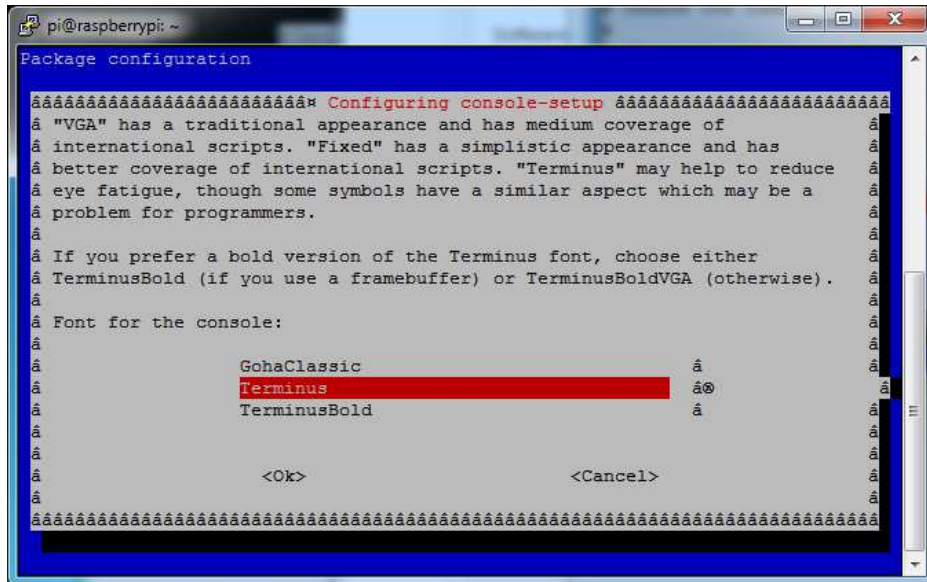 pi@raspberrypi: ~
Package configuration
ââââââââââââââââââââââââââ¤ Configuring console-setup âââââââââââââââââââââââââ
â "VGA" has a traditional appearance and has medium coverage of â
â international scripts. "Fixed" has a simplistic appearance and has â
â better coverage of international scripts. "Terminus" may help to reduce â
â eye fatigue, though some symbols have a similar aspect which may be a â
â problem for programmers. â
â â
â If you prefer a bold version of the Terminus font, choose either â
â TerminusBold (if you use a framebuffer) or TerminusBoldVGA (otherwise). â
â â
â Font for the console: â
â â
â GohaClassic â â
â Terminus â® â
â TerminusBold â â
â â
â â
â <Ok> <Cancel> â
â â
âââââââââââââââââââââââââââââââââââââââââââââââââââââââââââââââââââââââââââââ